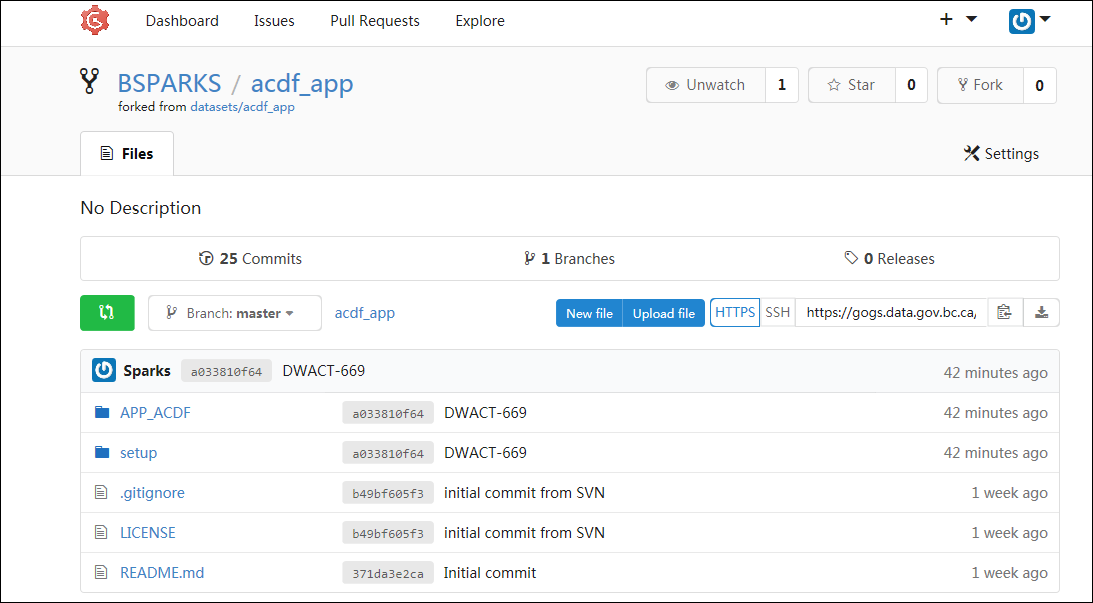 Dashboard Issues Pull Requests Explore
BSPARKS / acdf_app
Unwatch 1 Star 0 Fork 0
forked from datasets/acdf_app
Files Settings
No Description
25 Commits 1 Branches 0 Releases
Branch: master acdf_app New file Upload file HTTPS SSH https://gogs.data.gov.bc.ca,
Sparks a033810f64 DWACT-669 42 minutes ago
APP_ACDF a033810f64 DWACT-669 42 minutes ago
setup a033810f64 DWACT-669 42 minutes ago
.gitignore b49bf605f3 initial commit from SVN 1 week ago
LICENSE b49bf605f3 initial commit from SVN 1 week ago
README.md 371da3e2ca Initial commit 1 week ago